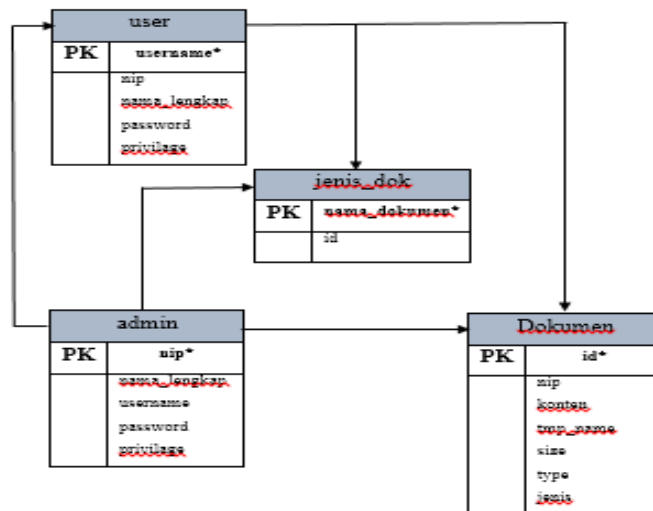 user
PK username*
nip
nama_lengkap
password
privilage
jenis_dok
PK nama_dokumen*
id
admin
PK nip*
nama_lengkap
username
password
privilage
Dokumen
PK id*
nip
konten
tmp_name
size
type
jenis